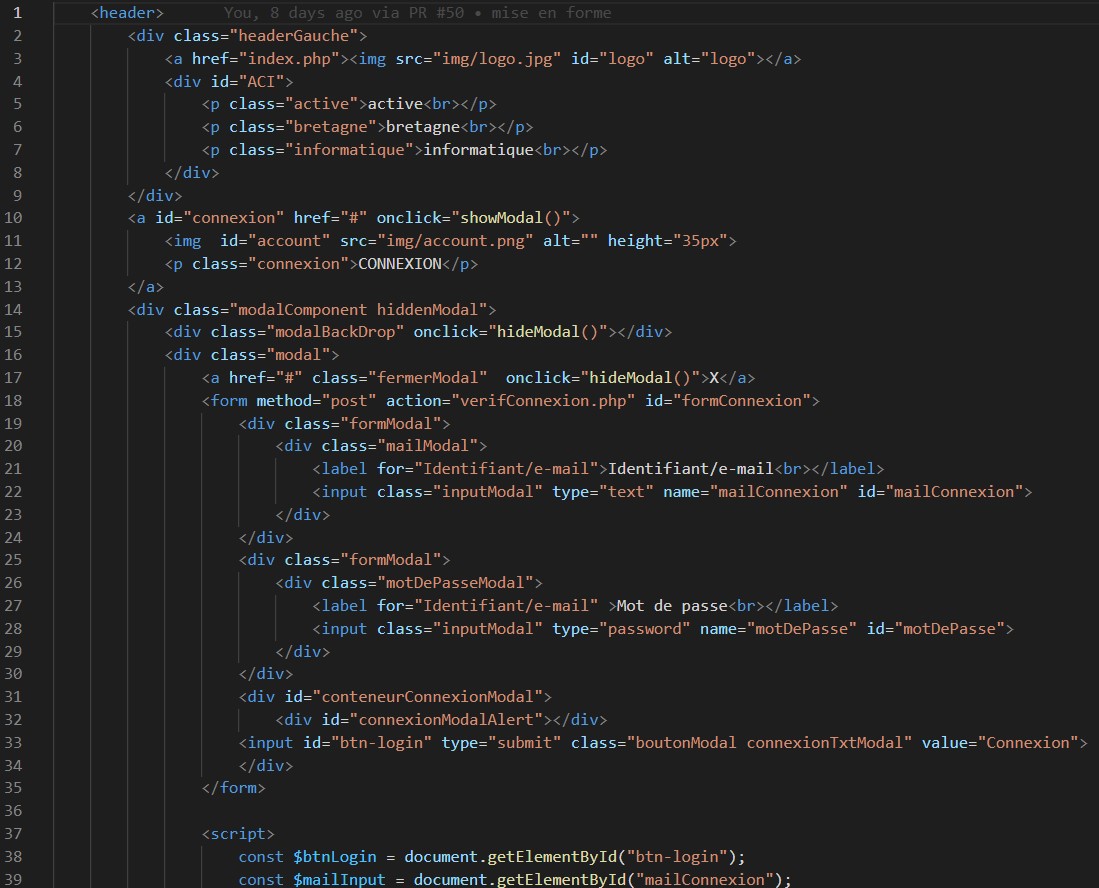 1 <header> You, 8 days ago via PR #50 • mise en forme
2 <div class="headerGauche">
3 <a href="index.php"><img src="img/logo.jpg" id="logo" alt="logo"></a>
4 <div id="ACI">
5 <p class="active">active<br></p>
6 <p class="bretagne">bretagne<br></p>
7 <p class="informatique">informatique<br></p>
8 </div>
9 </div>
10 <a id="connexion" href="#" onclick="showModal()">
11 <img  id="account" src="img/account.png" alt="" height="35px">
12 <p class="connexion">CONNEXION</p>
13 </a>
14 <div class="modalComponent hiddenModal">
15 <div class="modalBackDrop" onclick="hideModal()"></div>
16 <div class="modal">
17 <a href="#" class="fermerModal"  onclick="hideModal()">X</a>
18 <form method="post" action="verifConnexion.php" id="formConnexion">
19 <div class="formModal">
20 <div class="mailModal">
21 <label for="Identifiant/e-mail">Identifiant/e-mail<br></label>
22 <input class="inputModal" type="text" name="mailConnexion" id="mailConnexion">
23 </div>
24 </div>
25 <div class="formModal">
26 <div class="motDePasseModal">
27 <label for="Identifiant/e-mail" >Mot de passe<br></label>
28 <input class="inputModal" type="password" name="motDePasse" id="motDePasse">
29 </div>
30 </div>
31 <div id="conteneurConnexionModal">
32 <div id="connexionModalAlert"></div>
33 <input id="btn-login" type="submit" class="boutonModal connexionTxtModal" value="Connexion">
34 </div>
35 </form>
36
37 <script>
38 const $btnLogin = document.getElementById("btn-login");
39 const $mailInput = document.getElementById("mailConnexion");